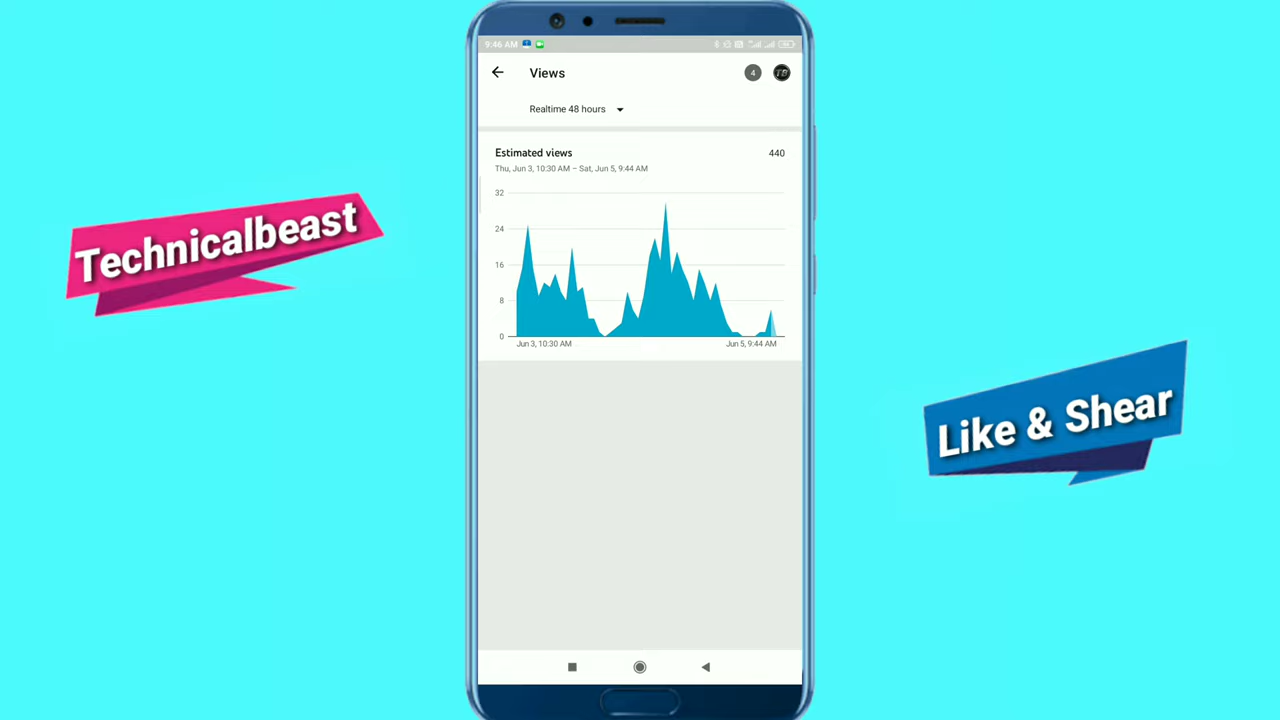 9:46 AM
Views
4
TB
Realtime 48 hours
Estimated views
440
Thu, Jun 3, 10:30 AM – Sat, Jun 5, 9:44 AM
32
24
16
8
0
Jun 3, 10:30 AM
Jun 5, 9:44 AM
Technicalbeast
Like & Shear